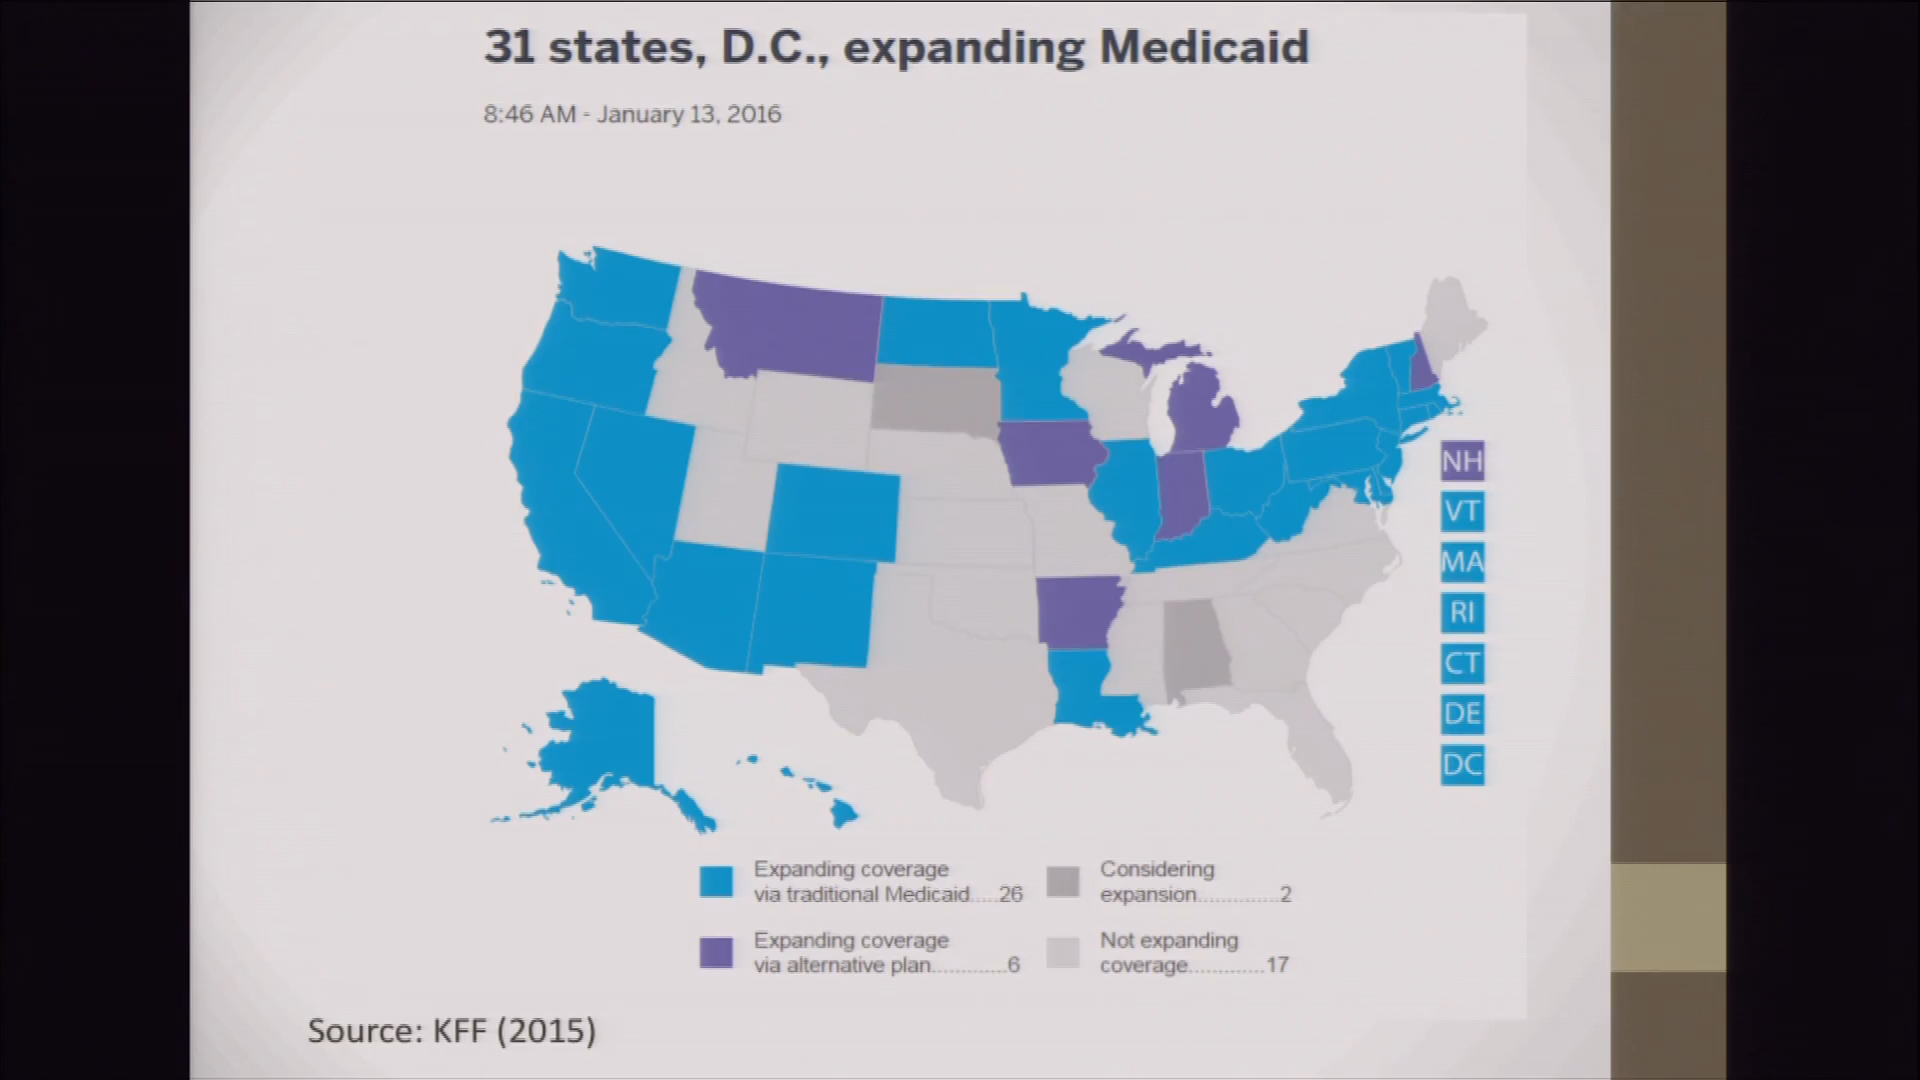 31 states, D.C., expanding Medicaid
8:46 AM - January 13, 2016
NH
VT
MA
RI
CT
DE
DC
Expanding coverage
via traditional Medicaid.....26
Expanding coverage
via alternative plan.............6
Considering
expansion...............2
Not expanding
coverage.............17
Source: KFF (2015)